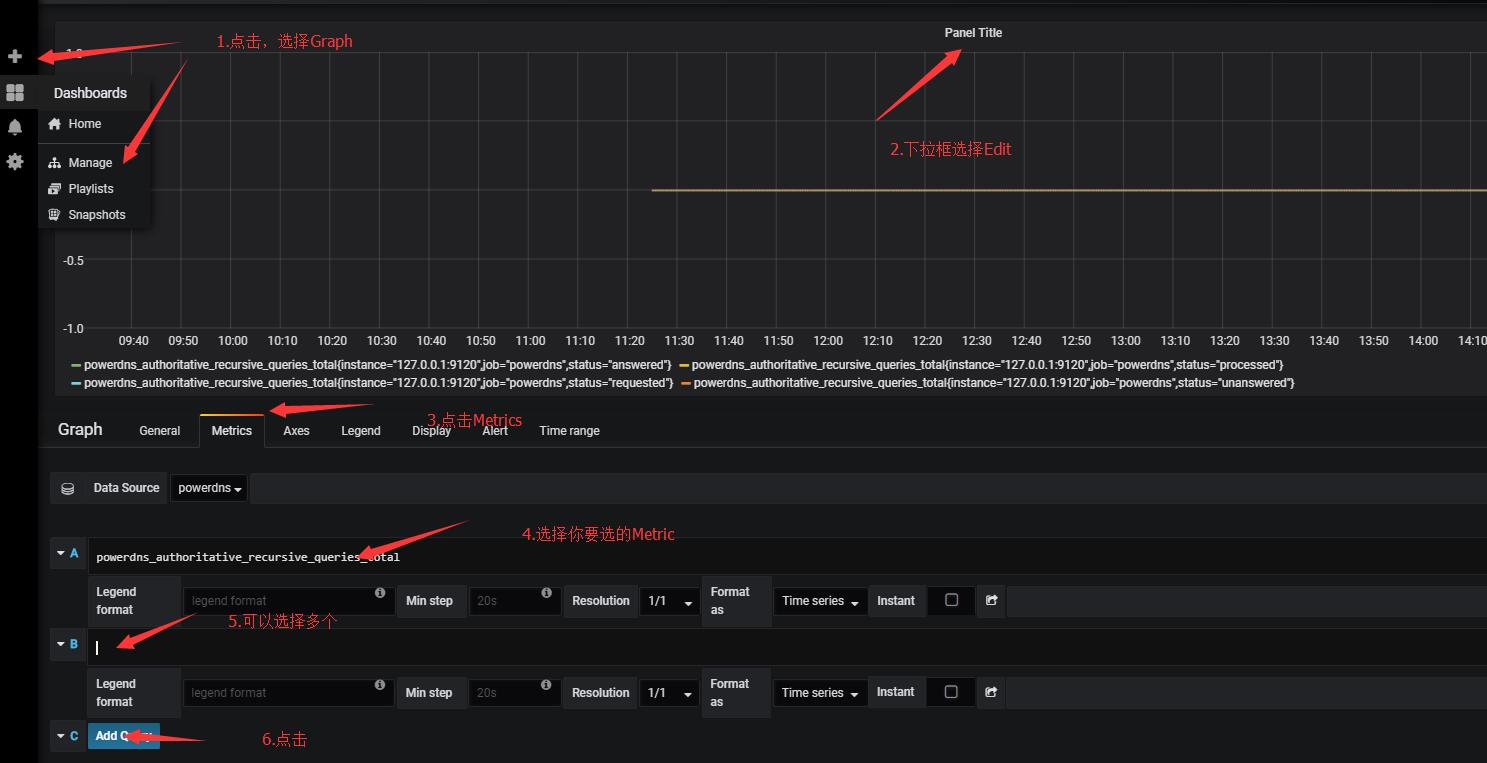 Panel Title
1.点击，选择Graph
Dashboards
Home
Manage
Playlists
Snapshots
2.下拉框选择Edit
-0.5
-1.0
09:40 09:50 10:00 10:10 10:20 10:30 10:40 10:50 11:00 11:10 11:20 11:30 11:40 11:50 12:00 12:10 12:20 12:30 12:40 12:50 13:00 13:10 13:20 13:30 13:40 13:50 14:00 14:10
powerdns_authoritative_recursive_queries_total{instance="127.0.0.1:9120",job="powerdns",status="answered"} powerdns_authoritative_recursive_queries_total{instance="127.0.0.1:9120",job="powerdns",status="processed"}
powerdns_authoritative_recursive_queries_total{instance="127.0.0.1:9120",job="powerdns",status="requested"} powerdns_authoritative_recursive_queries_total{instance="127.0.0.1:9120",job="powerdns",status="unanswered"}
3.点击Metrics
Graph General Metrics Axes Legend Display Alert Time range
Data Source powerdns
4.选择你要选的Metric
A powerdns_authoritative_recursive_queries_total
Legend format legend format Min step 20s Resolution 1/1 Format as Time series Instant
5.可以选择多个
B
Legend format legend format Min step 20s Resolution 1/1 Format as Time series Instant
C Add Query
6.点击